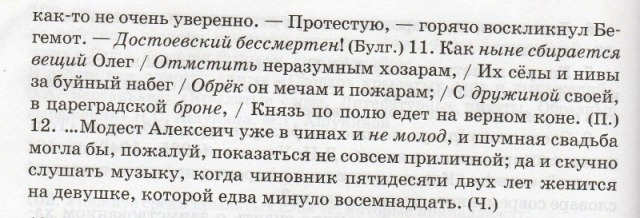 как-то не очень уверенно. — Протестую, — горячо воскликнул Бе-
гемот. — Достоевский бессмертен! (Булг.) 11. Как ныне сбирается
вещий Олег / Отмстить неразумным хозарам, / Их сёлы и нивы
за буйный набег / Обрёк он мечам и пожарам; / С дружиной своей,
в цареградской броне, / Князь по полю едет на верном коне. (П.)
12. ...Модест Алексеич уже в чинах и не молод, и шумная свадьба
могла бы, пожалуй, показаться не совсем приличной; да и скучно
слушать музыку, когда чиновник пятидесяти двух лет женится
на девушке, которой едва минуло восемнадцать. (Ч.)